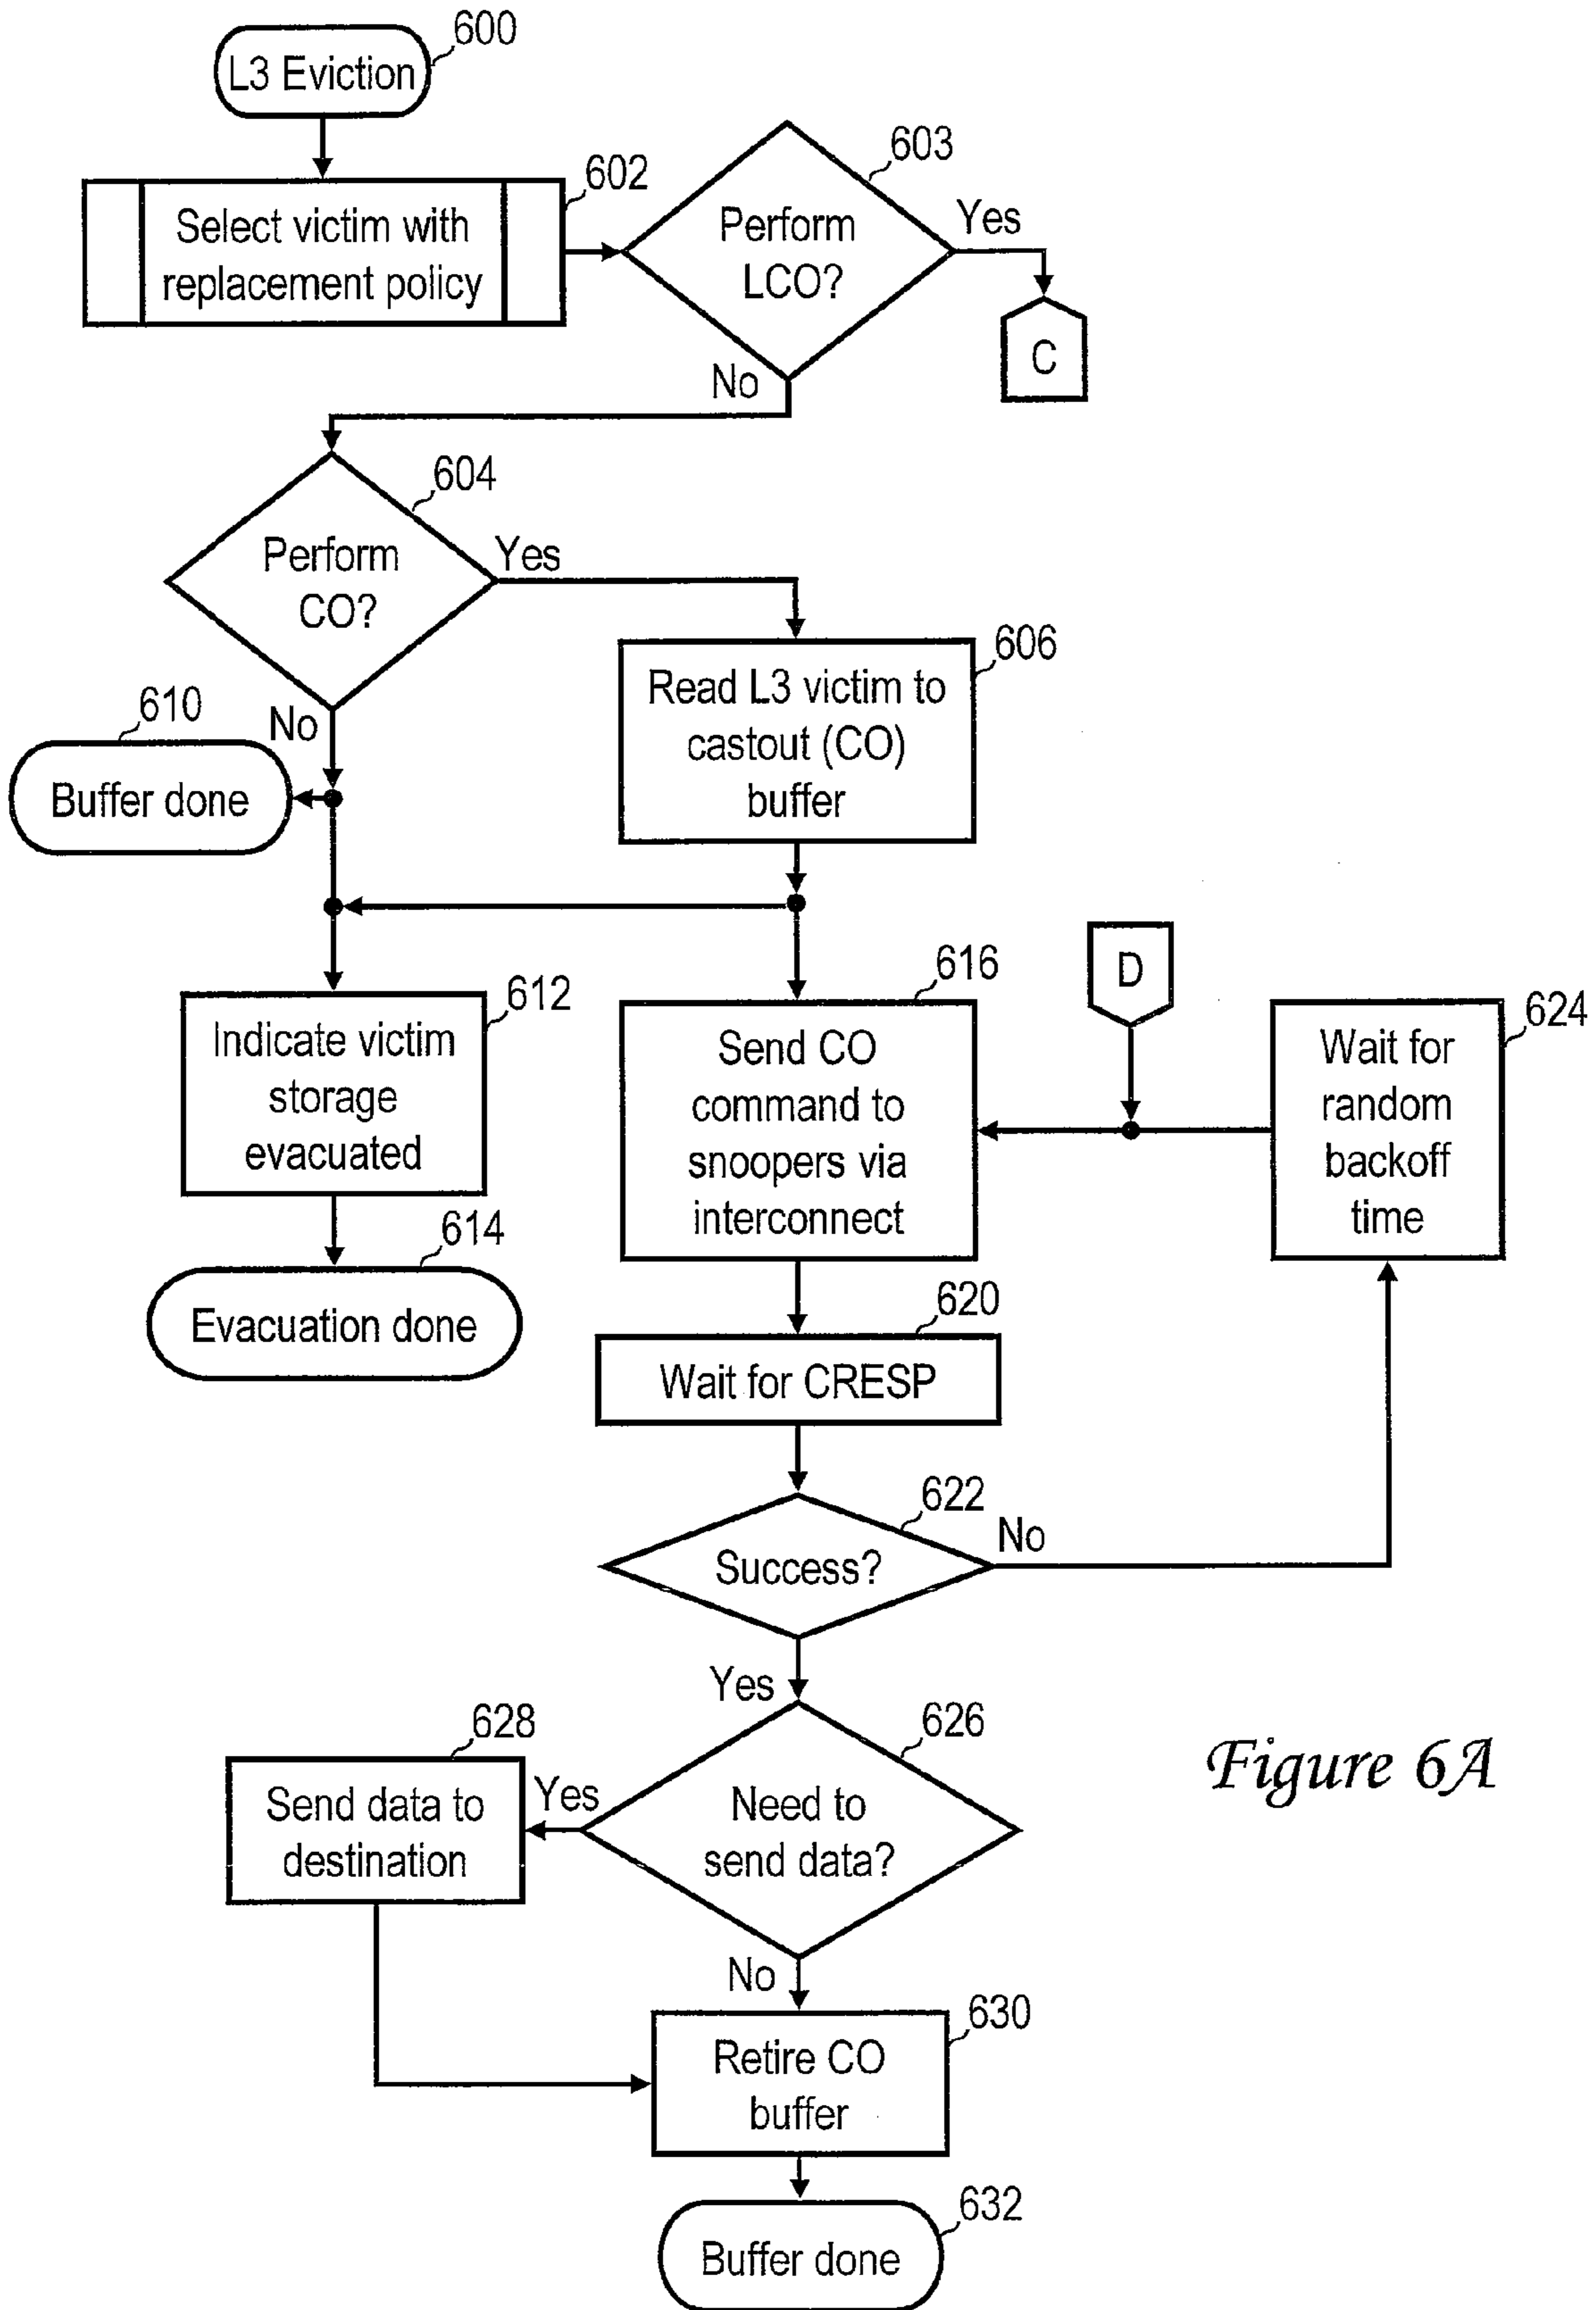 600
L3 Eviction
602
Select victim with
replacement policy
603
Perform
LCO?
Yes
C
No
604
Perform
CO?
Yes
606
Read L3 victim to
castout (CO)
buffer
No
610
Buffer done
612
Indicate victim
storage
evacuated
614
Evacuation done
616
Send CO
command to
snoopers via
interconnect
D
624
Wait for
random
backoff
time
620
Wait for CRESP
622
Success?
No
Yes
626
Need to
send data?
Yes
628
Send data to
destination
No
630
Retire CO
buffer
632
Buffer done
Figure 6A